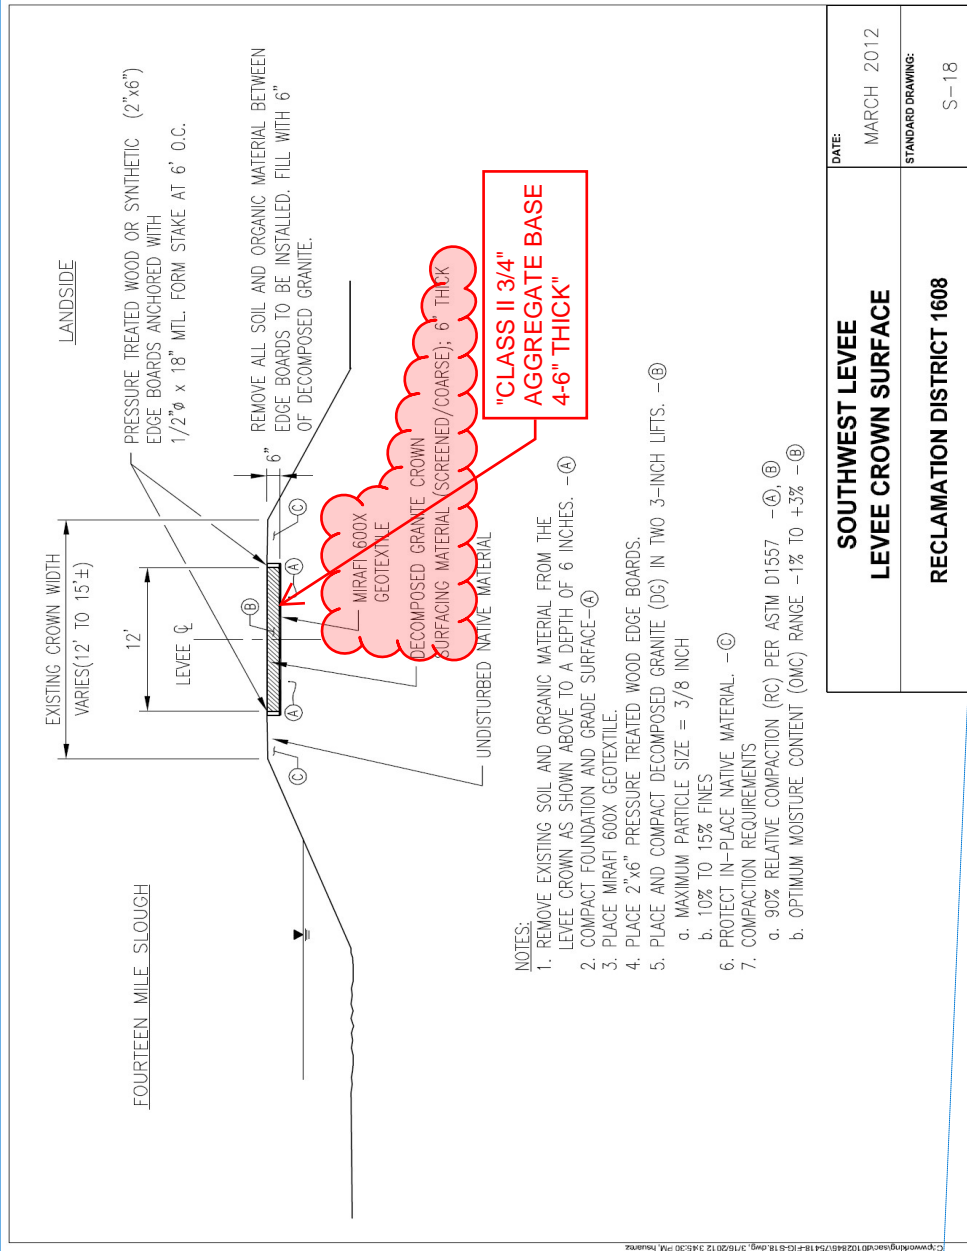 FOURTEEN MILE SLOUGH
LANDSIDE
EXISTING CROWN WIDTH
VARIES(12' TO 15'±)
12'
LEVEE ℄
6"
PRESSURE TREATED WOOD OR SYNTHETIC (2"x6")
EDGE BOARDS ANCHORED WITH
1/2"ø x 18" MTL. FORM STAKE AT 6' O.C.
REMOVE ALL SOIL AND ORGANIC MATERIAL BETWEEN
EDGE BOARDS TO BE INSTALLED. FILL WITH 6"
OF DECOMPOSED GRANITE.
C
A
B
A
C
MIRAFI 600X
GEOTEXTILE
DECOMPOSED GRANITE CROWN
SURFACING MATERIAL (SCREENED/COARSE); 6" THICK
UNDISTURBED NATIVE MATERIAL
"CLASS II 3/4"
AGGREGATE BASE
4-6" THICK"
NOTES:
1. REMOVE EXISTING SOIL AND ORGANIC MATERIAL FROM THE
LEVEE CROWN AS SHOWN ABOVE TO A DEPTH OF 6 INCHES. -Ⓐ
2. COMPACT FOUNDATION AND GRADE SURFACE-Ⓐ
3. PLACE MIRAFI 600X GEOTEXTILE.
4. PLACE 2"x6" PRESSURE TREATED WOOD EDGE BOARDS.
5. PLACE AND COMPACT DECOMPOSED GRANITE (DG) IN TWO 3-INCH LIFTS. -Ⓑ
a. MAXIMUM PARTICLE SIZE = 3/8 INCH
b. 10% TO 15% FINES
6. PROTECT IN-PLACE NATIVE MATERIAL. -Ⓒ
7. COMPACTION REQUIREMENTS
a. 90% RELATIVE COMPACTION (RC) PER ASTM D1557 -Ⓐ, Ⓑ
b. OPTIMUM MOISTURE CONTENT (OMC) RANGE -1% TO +3% -Ⓑ
SOUTHWEST LEVEE
LEVEE CROWN SURFACE
RECLAMATION DISTRICT 1608
DATE:
MARCH 2012
STANDARD DRAWING:
S-18